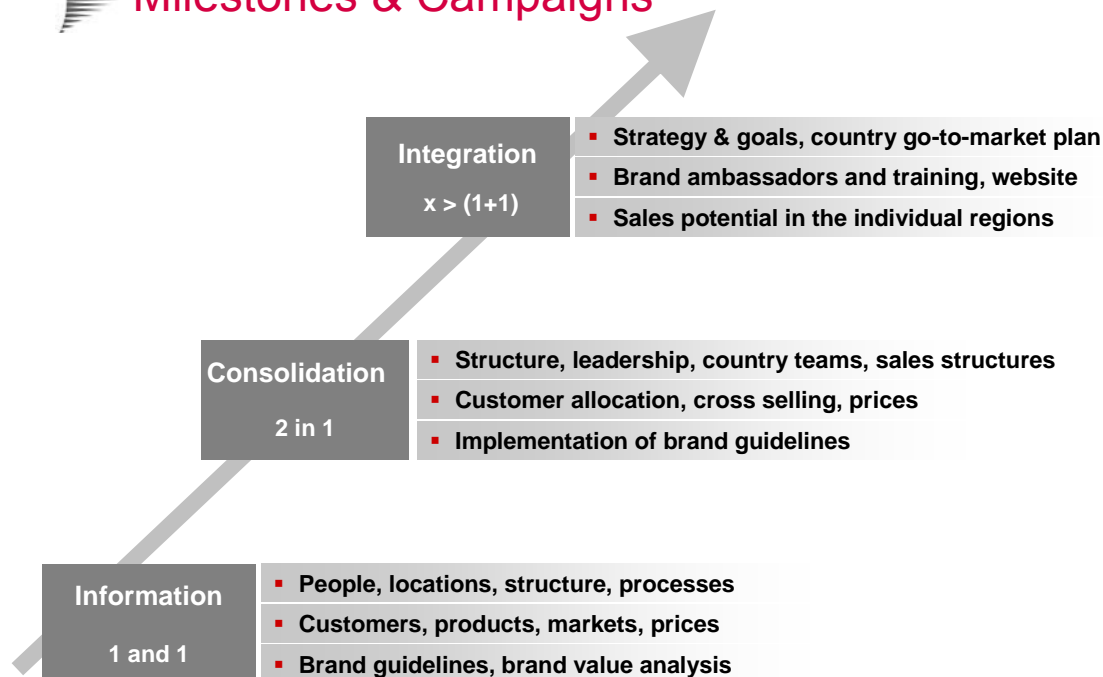 Milestones & Campaigns
Integration
x > (1+1)
▪ Strategy & goals, country go-to-market plan
▪ Brand ambassadors and training, website
▪ Sales potential in the individual regions
Consolidation
2 in 1
▪ Structure, leadership, country teams, sales structures
▪ Customer allocation, cross selling, prices
▪ Implementation of brand guidelines
Information
1 and 1
▪ People, locations, structure, processes
▪ Customers, products, markets, prices
▪ Brand guidelines, brand value analysis